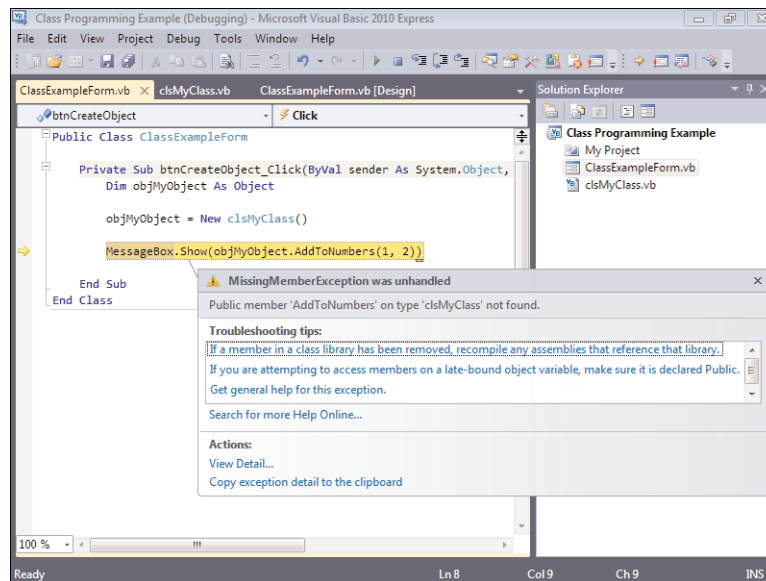 Class Programming Example (Debugging) - Microsoft Visual Basic 2010 Express
File Edit View Project Debug Tools Window Help
ClassExampleForm.vb clsMyClass.vb ClassExampleForm.vb [Design]
Solution Explorer
btnCreateObject Click
Public Class ClassExampleForm
Private Sub btnCreateObject_Click(ByVal sender As System.Object,
Dim objMyObject As Object
objMyObject = New clsMyClass()
MessageBox.Show(objMyObject.AddToNumbers(1, 2))
End Sub
End Class
Class Programming Example
My Project
ClassExampleForm.vb
clsMyClass.vb
MissingMemberException was unhandled
Public member 'AddToNumbers' on type 'clsMyClass' not found.
Troubleshooting tips:
If a member in a class library has been removed, recompile any assemblies that reference that library.
If you are attempting to access members on a late-bound object variable, make sure it is declared Public.
Get general help for this exception.
Search for more Help Online...
Actions:
View Detail...
Copy exception detail to the clipboard
100 %
Ready Ln 8 Col 9 Ch 9 INS